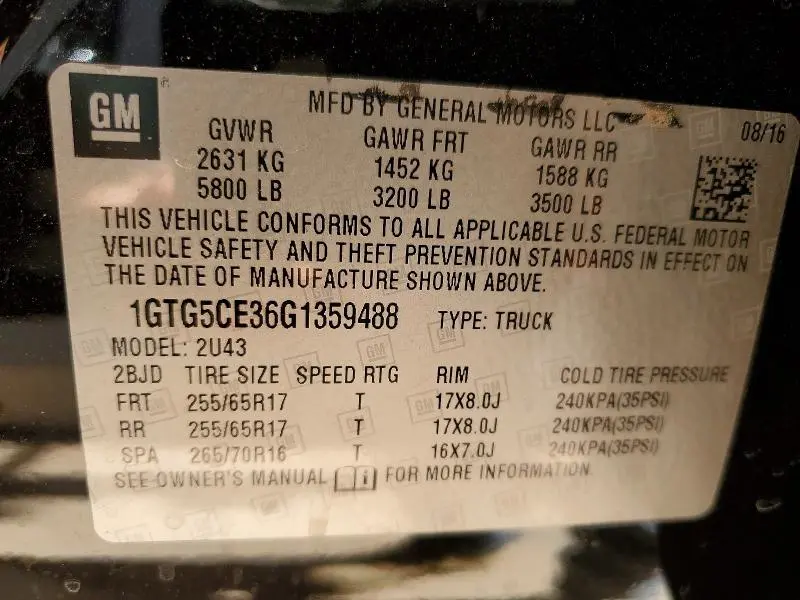 GM
MFD BY GENERAL MOTORS LLC
08/16
GVWR GAWR FRT GAWR RR
2631 KG 1452 KG 1588 KG
5800 LB 3200 LB 3500 LB
THIS VEHICLE CONFORMS TO ALL APPLICABLE U.S. FEDERAL MOTOR
VEHICLE SAFETY AND THEFT PREVENTION STANDARDS IN EFFECT ON
THE DATE OF MANUFACTURE SHOWN ABOVE.
1GTG5CE36G1359488 TYPE: TRUCK
MODEL: 2U43
2BJD TIRE SIZE SPEED RTG RIM COLD TIRE PRESSURE
FRT 255/65R17 T 17X8.0J 240KPA(35PSI)
RR 255/65R17 T 17X8.0J 240KPA(35PSI)
SPA 265/70R16 T 16X7.0J 240KPA(35PSI)
SEE OWNER'S MANUAL FOR MORE INFORMATION